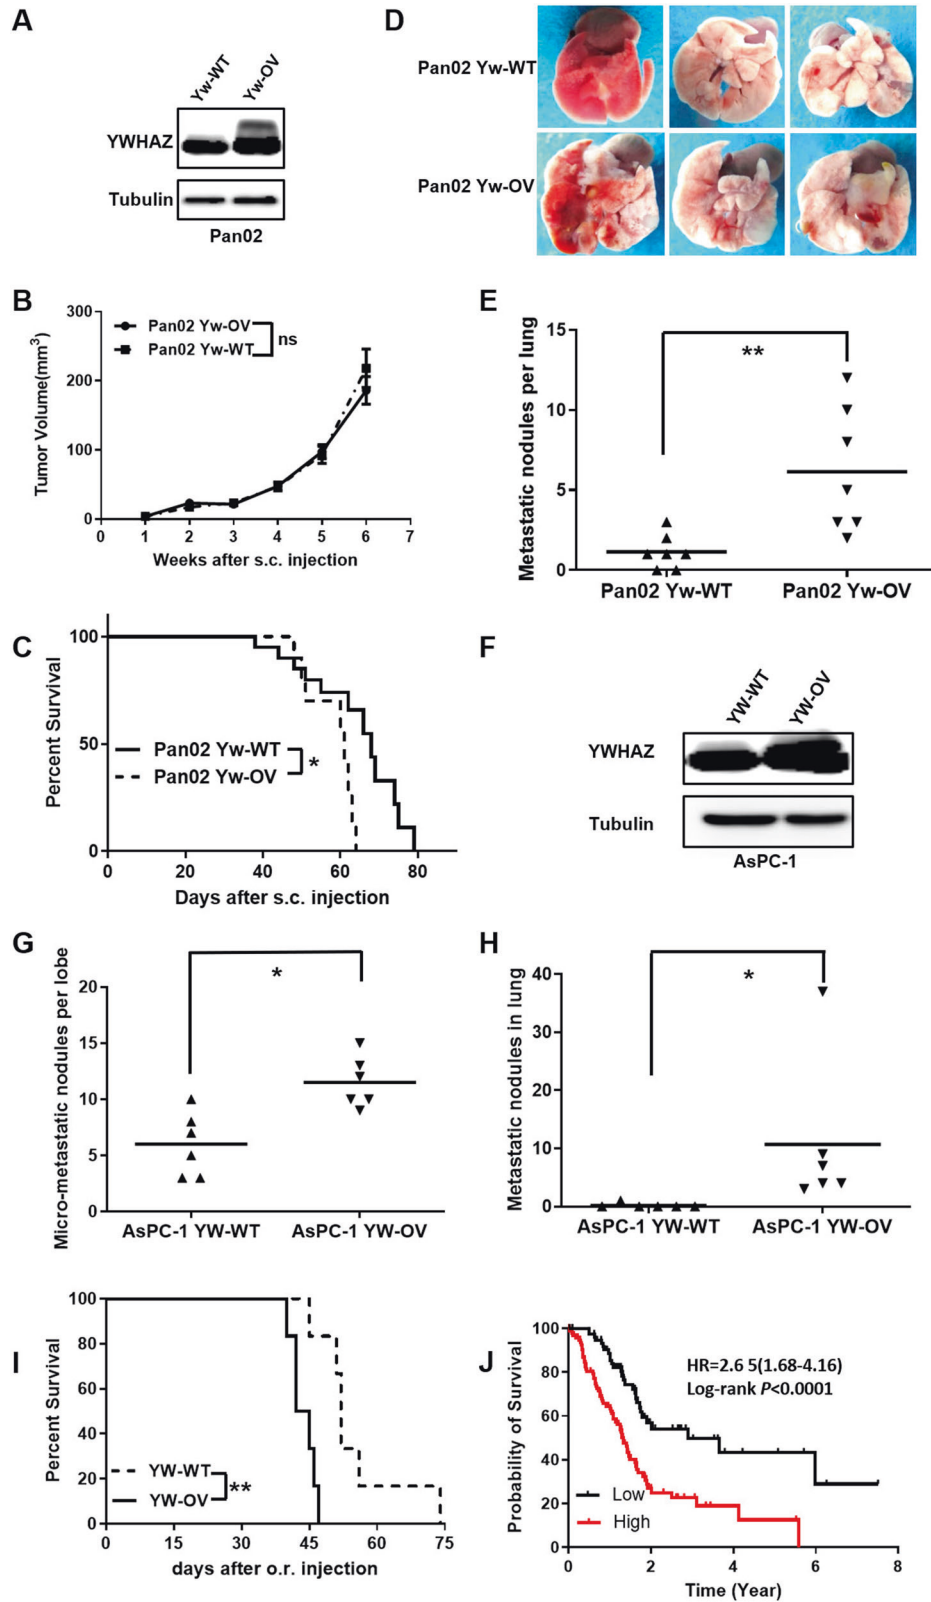 A
Yw-WT
Yw-OV
YWHAZ
Tubulin
Pan02
D
Pan02 Yw-WT
Pan02 Yw-OV
B
300
200
100
0
Tumor Volume(mm3)
Pan02 Yw-OV
Pan02 Yw-WT
ns
0 1 2 3 4 5 6 7
Weeks after s.c. injection
E
15
10
5
0
Metastatic nodules per lung
**
Pan02 Yw-WT
Pan02 Yw-OV
C
100
50
0
Percent Survival
Pan02 Yw-WT
Pan02 Yw-OV
*
0 20 40 60 80
Days after s.c. injection
F
YW-WT
YW-OV
YWHAZ
Tubulin
AsPC-1
G
20
15
10
5
0
Micro-metastatic nodules per lobe
*
AsPC-1 YW-WT
AsPC-1 YW-OV
H
40
30
20
10
0
Metastatic nodules in lung
*
AsPC-1 YW-WT
AsPC-1 YW-OV
I
100
80
60
40
20
0
Percent Survival
YW-WT
YW-OV
**
0 15 30 45 60 75
days after o.r. injection
J
100
80
60
40
20
0
Probability of Survival
HR=2.6 5(1.68-4.16)
Log-rank P<0.0001
Low
High
0 2 4 6 8
Time (Year)